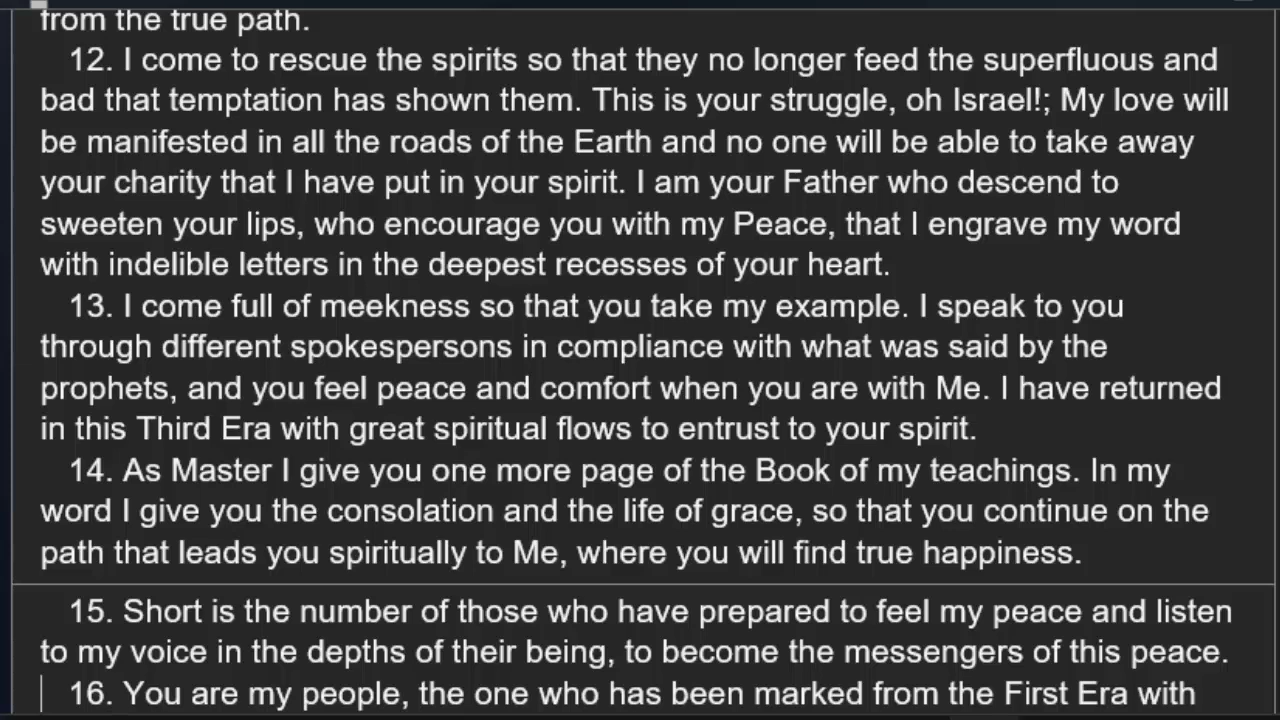 from the true path.
12. I come to rescue the spirits so that they no longer feed the superfluous and
bad that temptation has shown them. This is your struggle, oh Israel!; My love will
be manifested in all the roads of the Earth and no one will be able to take away
your charity that I have put in your spirit. I am your Father who descend to
sweeten your lips, who encourage you with my Peace, that I engrave my word
with indelible letters in the deepest recesses of your heart.
13. I come full of meekness so that you take my example. I speak to you
through different spokespersons in compliance with what was said by the
prophets, and you feel peace and comfort when you are with Me. I have returned
in this Third Era with great spiritual flows to entrust to your spirit.
14. As Master I give you one more page of the Book of my teachings. In my
word I give you the consolation and the life of grace, so that you continue on the
path that leads you spiritually to Me, where you will find true happiness.
15. Short is the number of those who have prepared to feel my peace and listen
to my voice in the depths of their being, to become the messengers of this peace.
16. You are my people, the one who has been marked from the First Era with